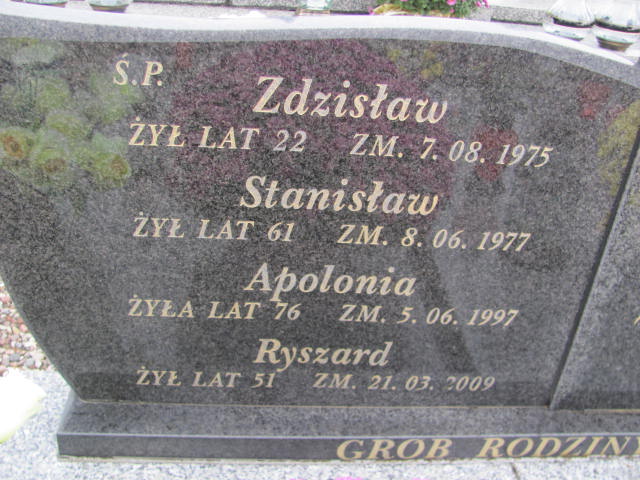 Ś.P.
Zdzisław
ŻYŁ LAT 22 ZM. 7. 08. 1975
Stanisław
ŻYŁ LAT 61 ZM. 8. 06. 1977
Apolonia
ŻYŁA LAT 76 ZM. 5. 06. 1997
Ryszard
ŻYŁ LAT 51 ZM. 21. 03. 2009
GROB